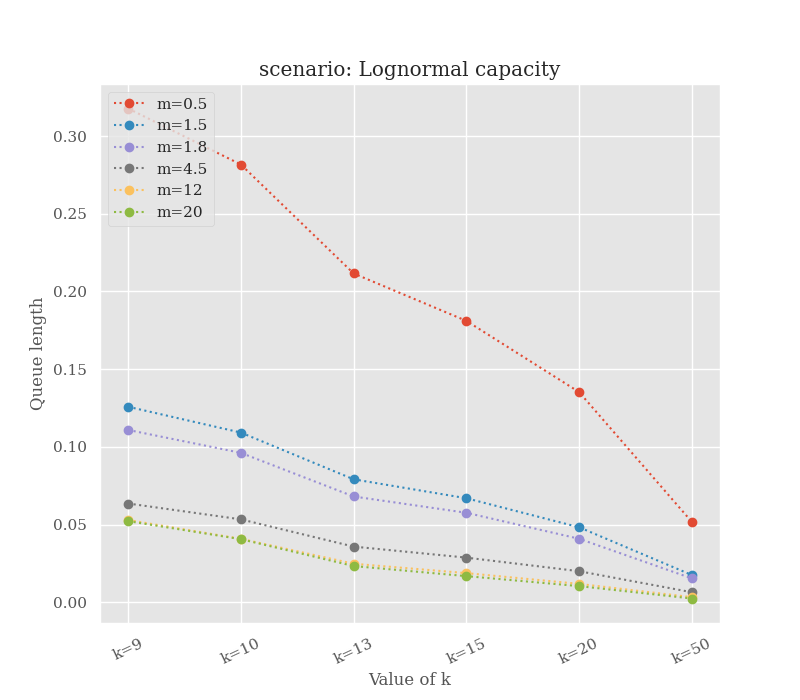 scenario: Lognormal capacity
m=0.5
m=1.5
m=1.8
m=4.5
m=12
m=20
0.30
0.25
0.20
0.15
0.10
0.05
0.00
Queue length
k=9
k=10
k=13
k=15
k=20
k=50
Value of k